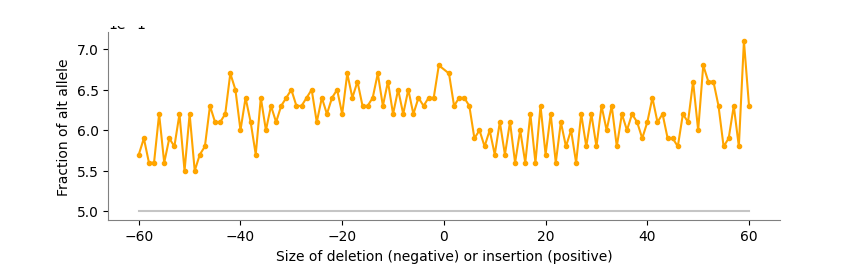 7.0
6.5
6.0
5.5
5.0
Fraction of alt allele
−60 −40 −20 0 20 40 60
Size of deletion (negative) or insertion (positive)